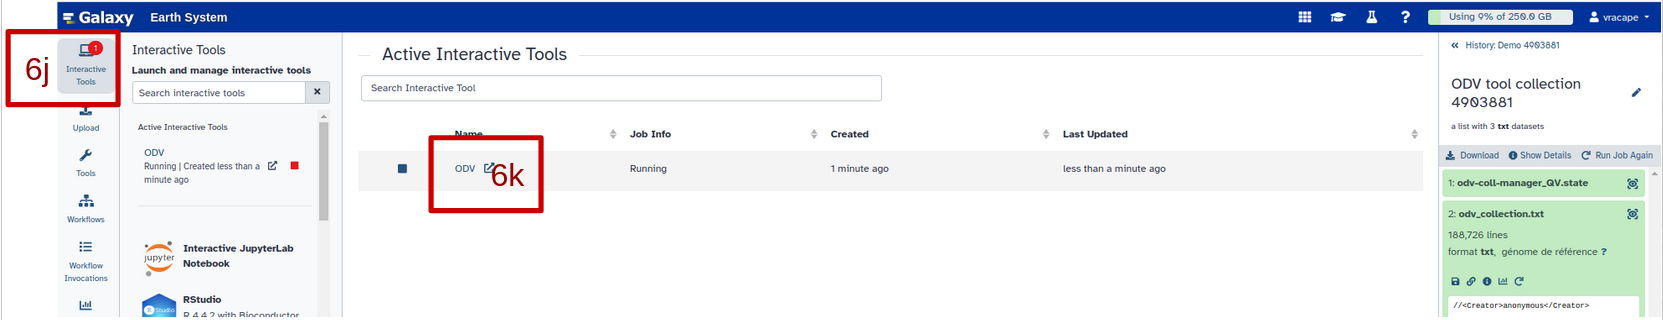 Galaxy Earth System
Using 9% of 250.0 GB
vracape
6j
1
Interactive
Tools
Upload
Tools
Workflows
Workflow
Invocations
Interactive Tools
Launch and manage interactive tools
Search interactive tools
Active Interactive Tools
ODV
Running | Created less than a
minute ago
jupyter
Interactive JupyterLab
Notebook
R Studio
RStudio
R 4.4.2 with Bioconductor
Active Interactive Tools
Search Interactive Tool
Name Job Info Created Last Updated
ODV Running 1 minute ago less than a minute ago
6k
« History: Demo 4903881
ODV tool collection
4903881
a list with 3 txt datasets
Download Show Details Run Job Again
1: odv-coll-manager_QV.state
2: odv_collection.txt
188,726 lines
format txt, génome de référence ?
//<Creator>anonymous</Creator>